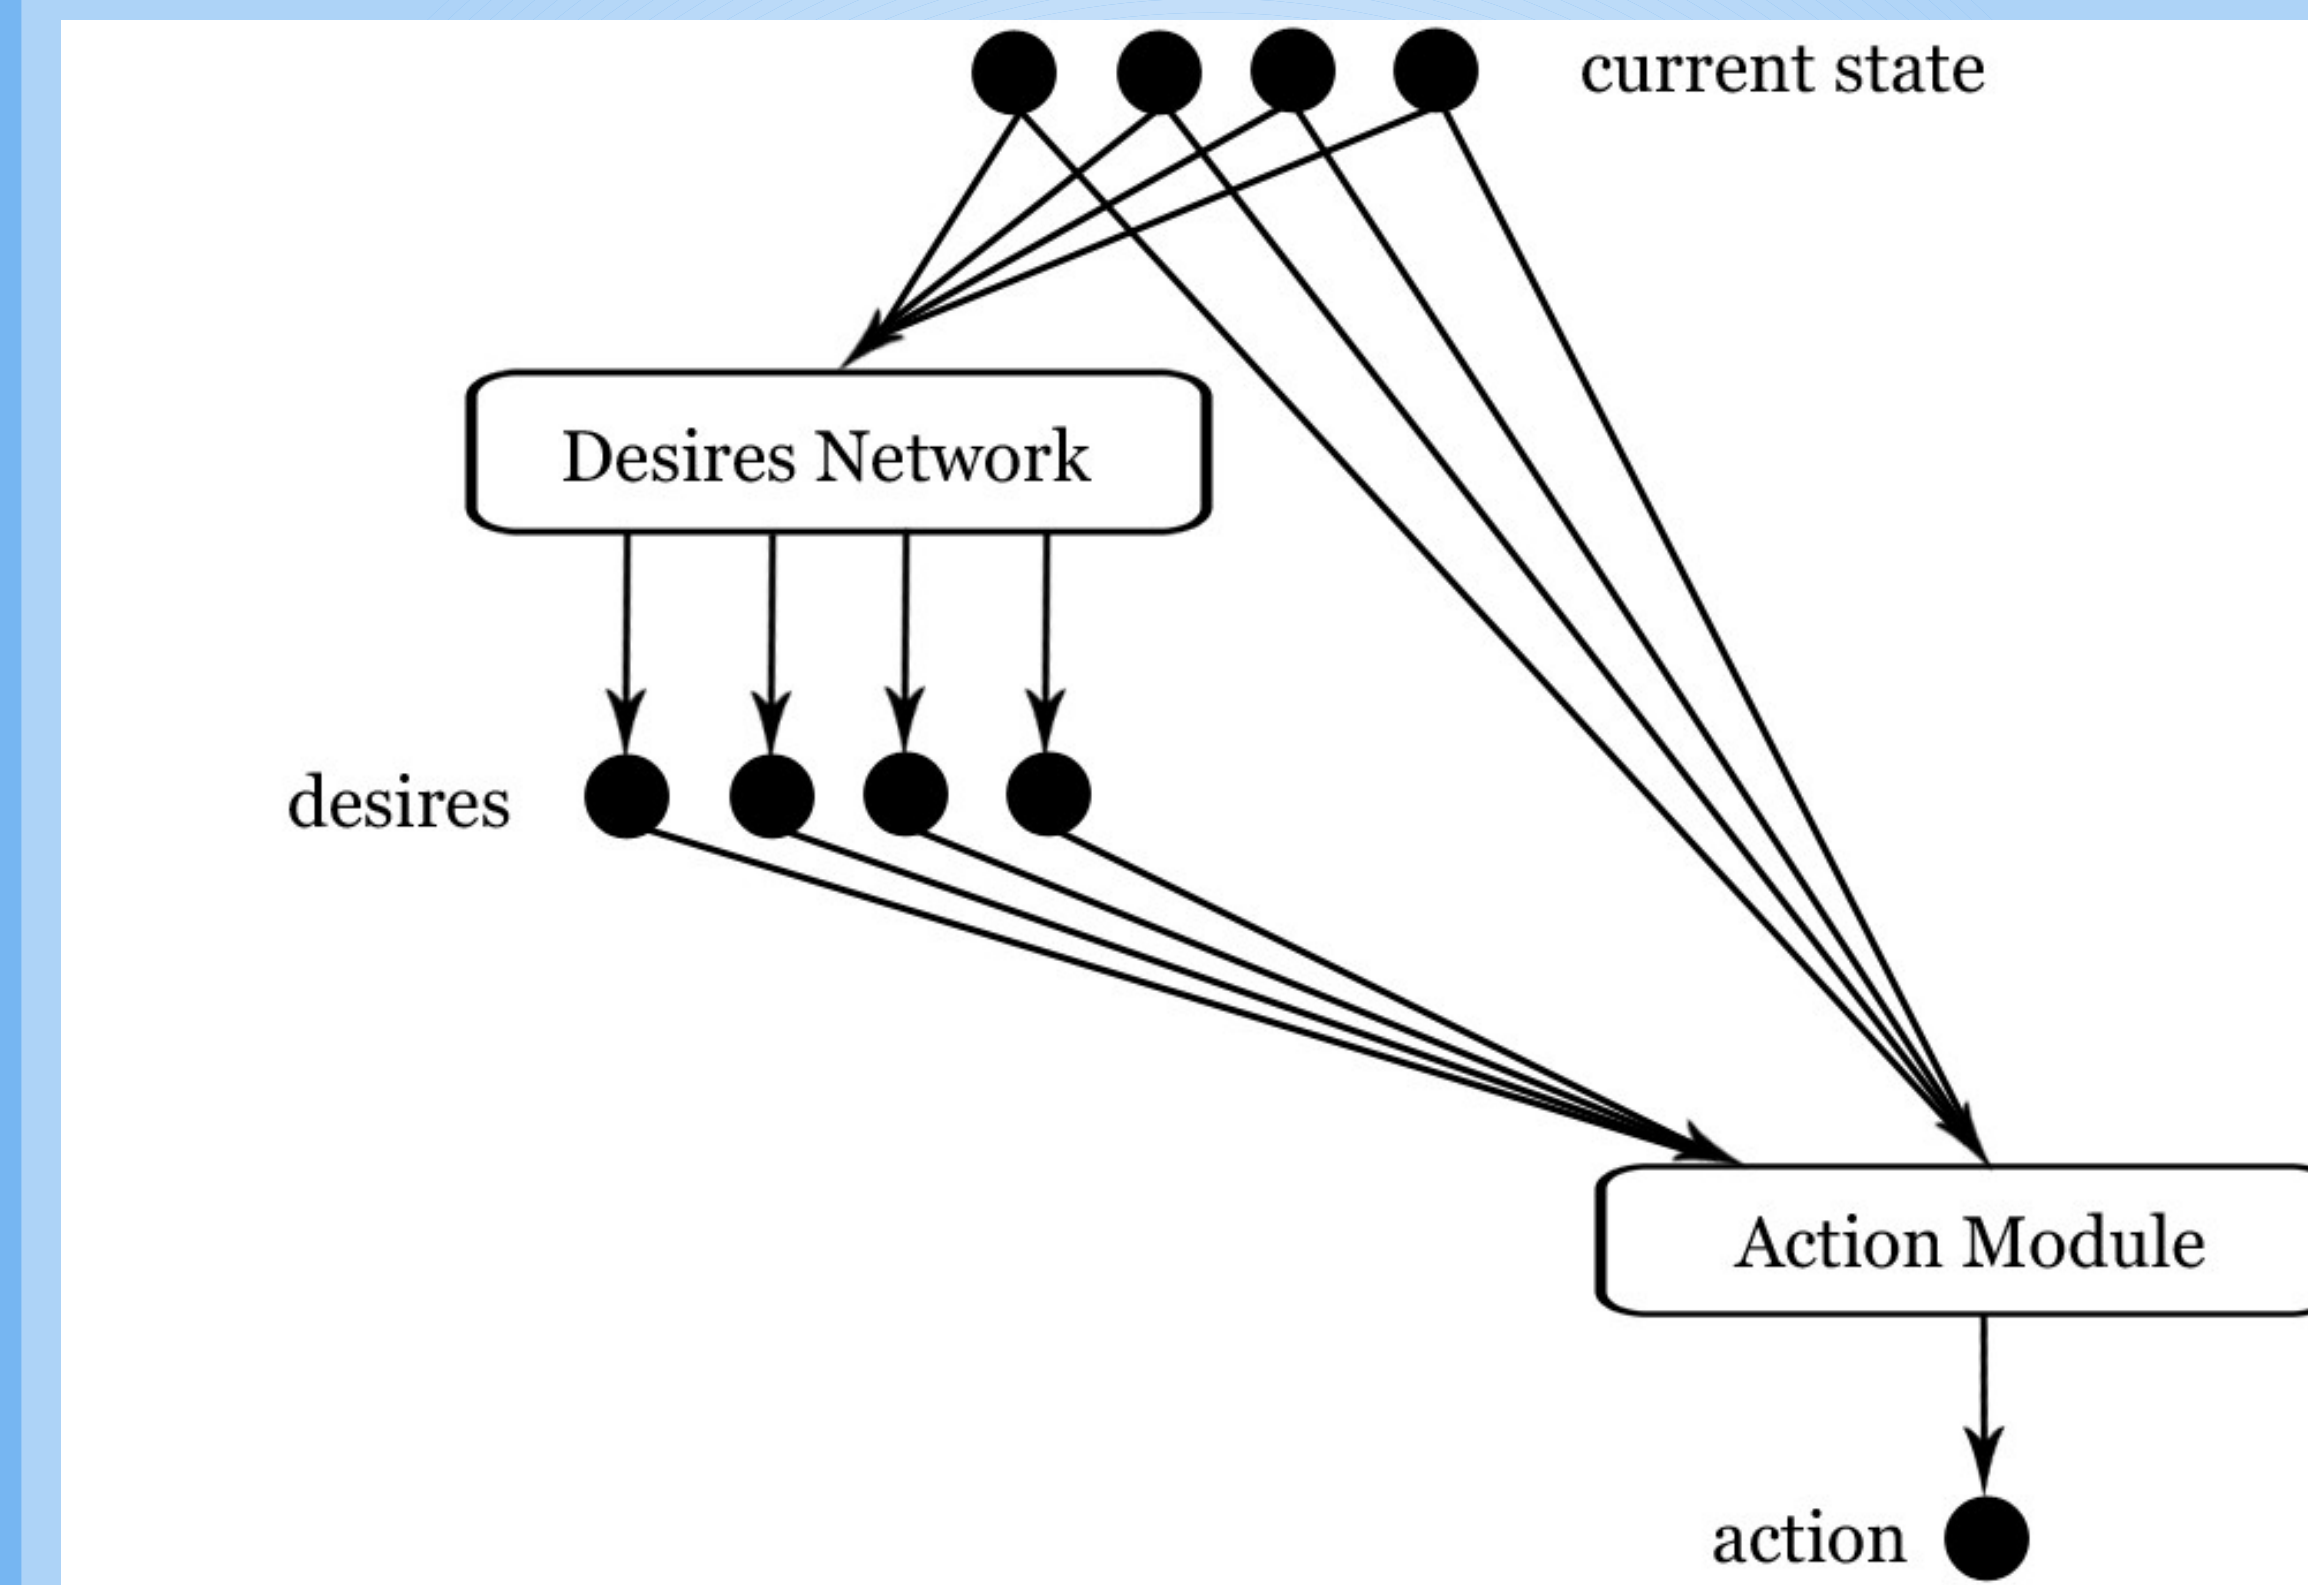 current state
Desires Network
desires
Action Module
action